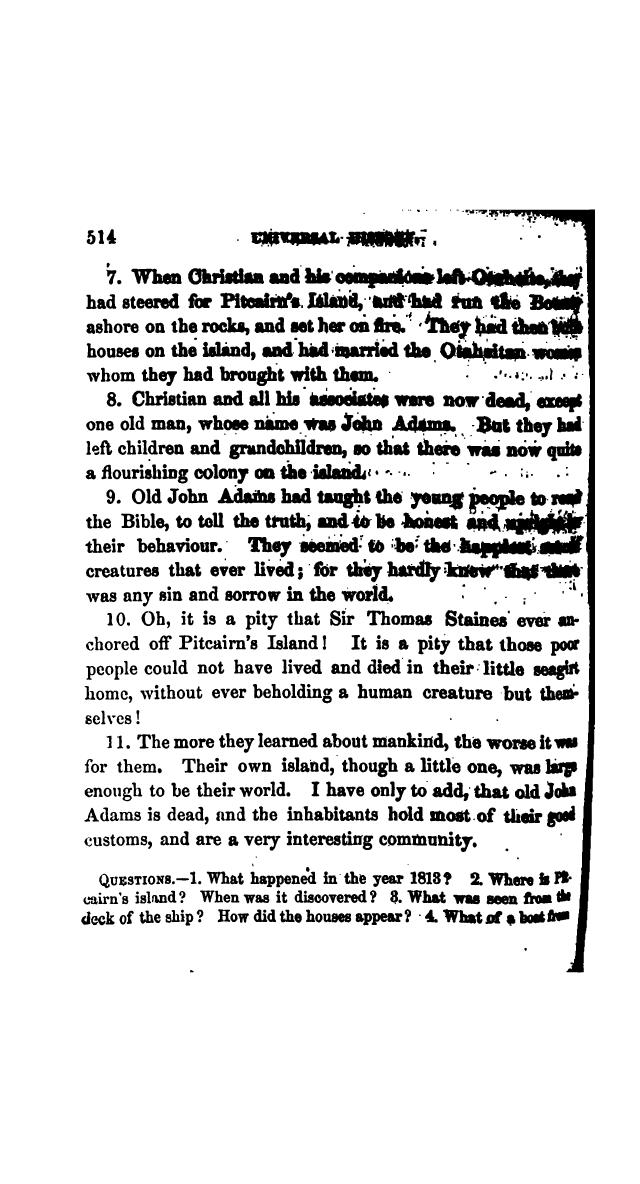 514 UNIVERSAL HISTORY.
7. When Christian and his companions left Otaheite, they
had steered for Pitcairn's Island, and had run the Bounty
ashore on the rocks, and set her on fire. They had then built
houses on the island, and had married the Otaheitan women
whom they had brought with them.
8. Christian and all his associates were now dead, except
one old man, whose name was John Adams. But they had
left children and grandchildren, so that there was now quite
a flourishing colony on the island.
9. Old John Adams had taught the young people to read
the Bible, to tell the truth, and to be honest and
their behaviour. They seemed to be the happiest
creatures that ever lived; for they hardly knew that there
was any sin and sorrow in the world.
10. Oh, it is a pity that Sir Thomas Staines ever an-
chored off Pitcairn's Island! It is a pity that those poor
people could not have lived and died in their little seagirt
home, without ever beholding a human creature but them-
selves!
11. The more they learned about mankind, the worse it was
for them. Their own island, though a little one, was large
enough to be their world. I have only to add, that old John
Adams is dead, and the inhabitants hold most of their good
customs, and are a very interesting community.
QUESTIONS.—1. What happened in the year 1813? 2. Where is Pit-
cairn's island? When was it discovered? 3. What was seen from the
deck of the ship? How did the houses appear? 4. What of a boat from